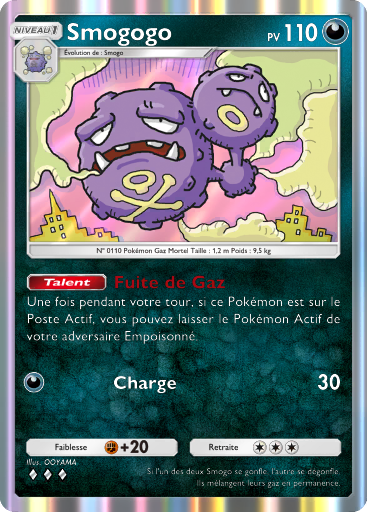 NIVEAU 1
Smogogo
PV 110
Évolution de : Smogo
N° 0110 Pokémon Gaz Mortel Taille : 1,2 m Poids : 9,5 kg
Talent Fuite de Gaz
Une fois pendant votre tour, si ce Pokémon est sur le
Poste Actif, vous pouvez laisser le Pokémon Actif de
votre adversaire Empoisonné.
Charge 30
Faiblesse +20 Retraite
Illus. OOYAMA
Si l'un des deux Smogo se gonfle, l'autre se dégonfle.
Ils mélangent leurs gaz en permanence.